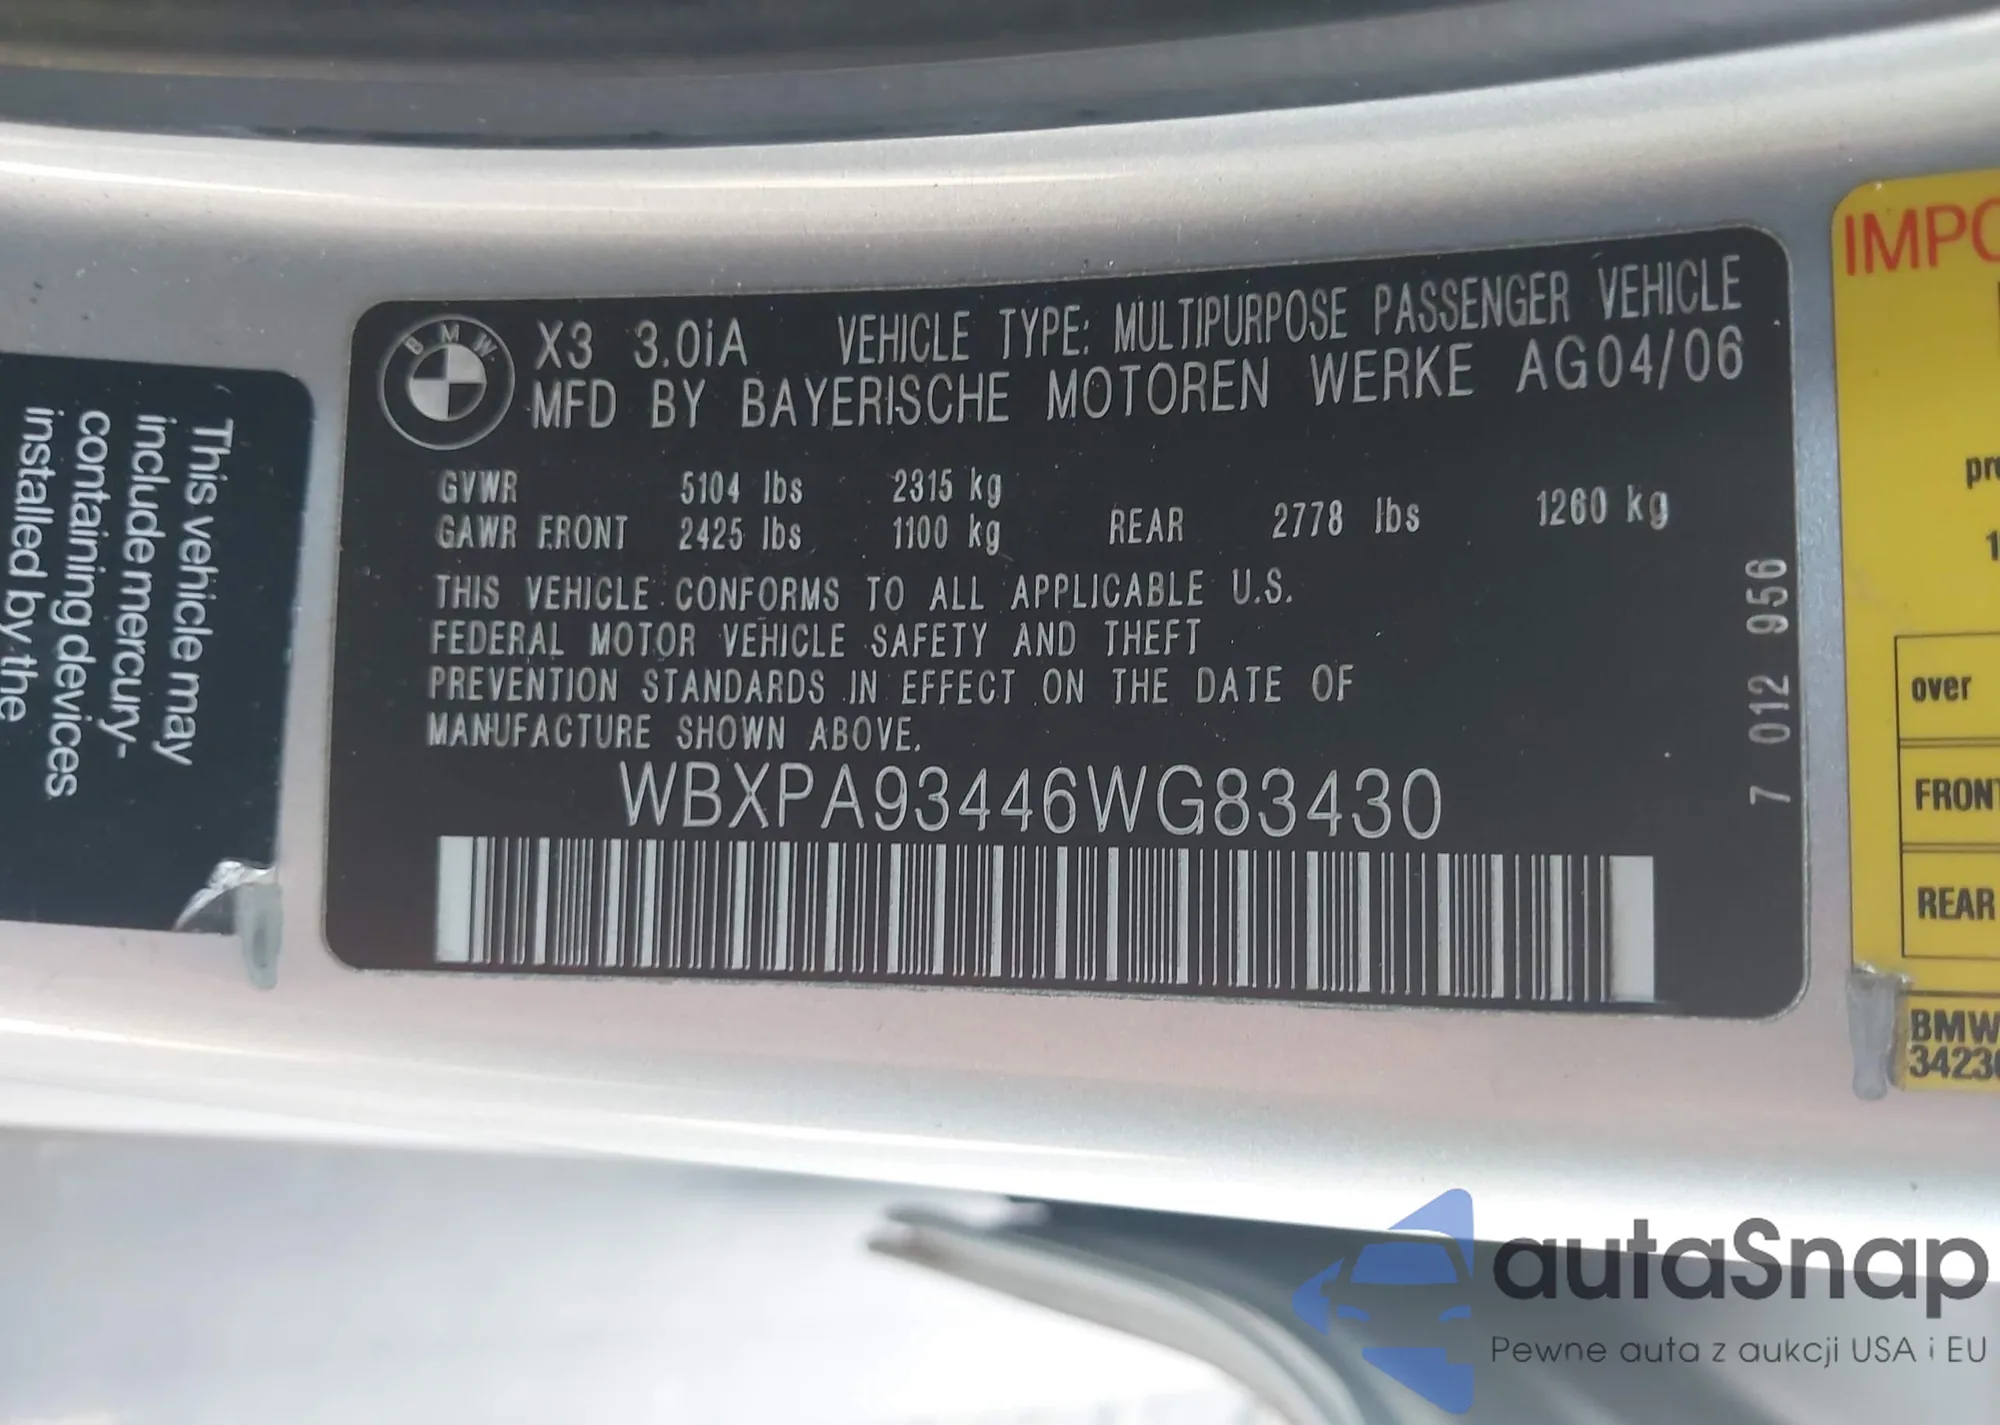 This vehicle may
include mercury-
containing devices
installed by the
BMW
X3 3.0iA VEHICLE TYPE: MULTIPURPOSE PASSENGER VEHICLE
MFD BY BAYERISCHE MOTOREN WERKE AG04/06
GVWR 5104 lbs 2315 kg
GAWR FRONT 2425 lbs 1100 kg REAR 2778 lbs 1260 kg
THIS VEHICLE CONFORMS TO ALL APPLICABLE U.S.
FEDERAL MOTOR VEHICLE SAFETY AND THEFT
PREVENTION STANDARDS IN EFFECT ON THE DATE OF
MANUFACTURE SHOWN ABOVE.
WBXPA93446WG83430
7 012 956
over
FRONT
REAR
BMW
autaSnap
Pewne auta z aukcji USA i EU